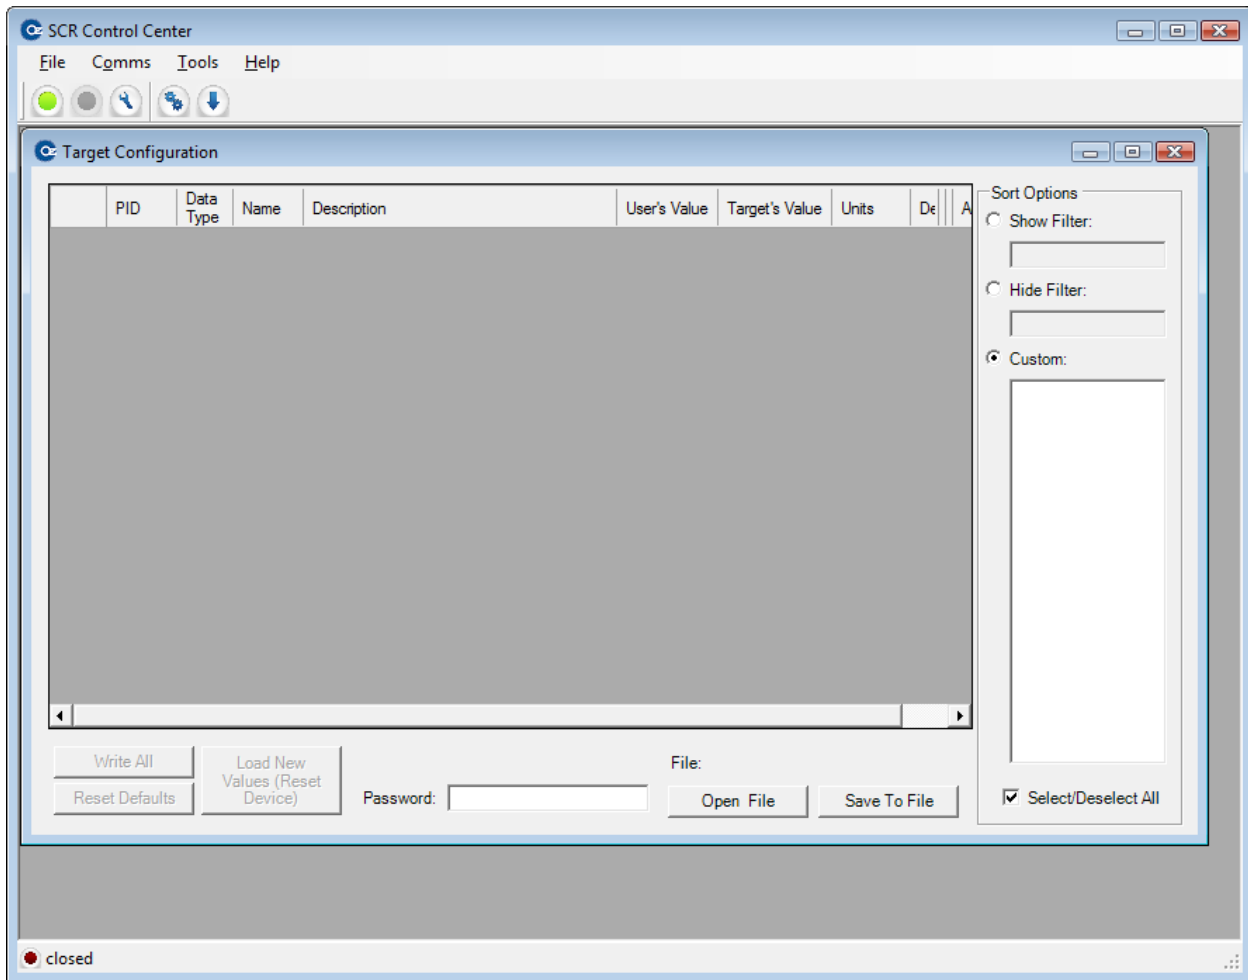 SCR Control Center
File Comms Tools Help
Target Configuration
PID Data Type Name Description User's Value Target's Value Units De A
Sort Options
Show Filter:
Hide Filter:
Custom:
Write All
Reset Defaults
Load New
Values (Reset
Device)
Password:
File:
Open File Save To File
Select/Deselect All
closed